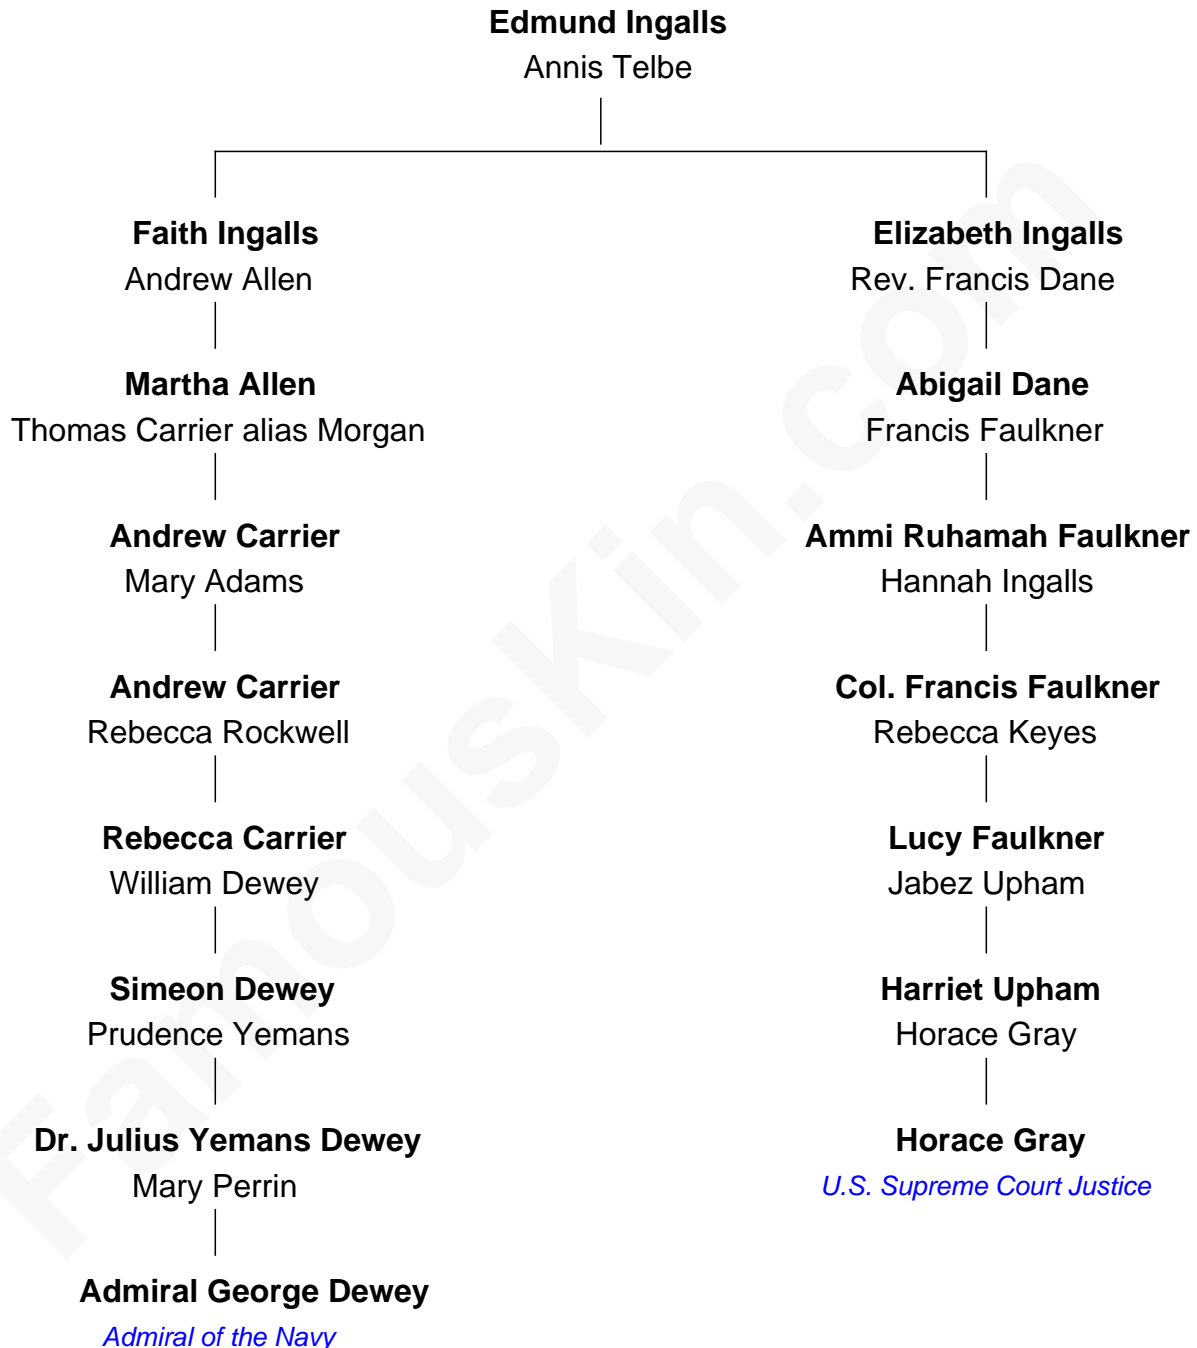 Edmund Ingalls
Annis Telbe
Faith Ingalls
Andrew Allen
Martha Allen
Thomas Carrier alias Morgan
Andrew Carrier
Mary Adams
Andrew Carrier
Rebecca Rockwell
Rebecca Carrier
William Dewey
Simeon Dewey
Prudence Yemans
Dr. Julius Yemans Dewey
Mary Perrin
Admiral George Dewey
Admiral of the Navy
Elizabeth Ingalls
Rev. Francis Dane
Abigail Dane
Francis Faulkner
Ammi Ruhamah Faulkner
Hannah Ingalls
Col. Francis Faulkner
Rebecca Keyes
Lucy Faulkner
Jabez Upham
Harriet Upham
Horace Gray
Horace Gray
U.S. Supreme Court Justice
FamousKin.com